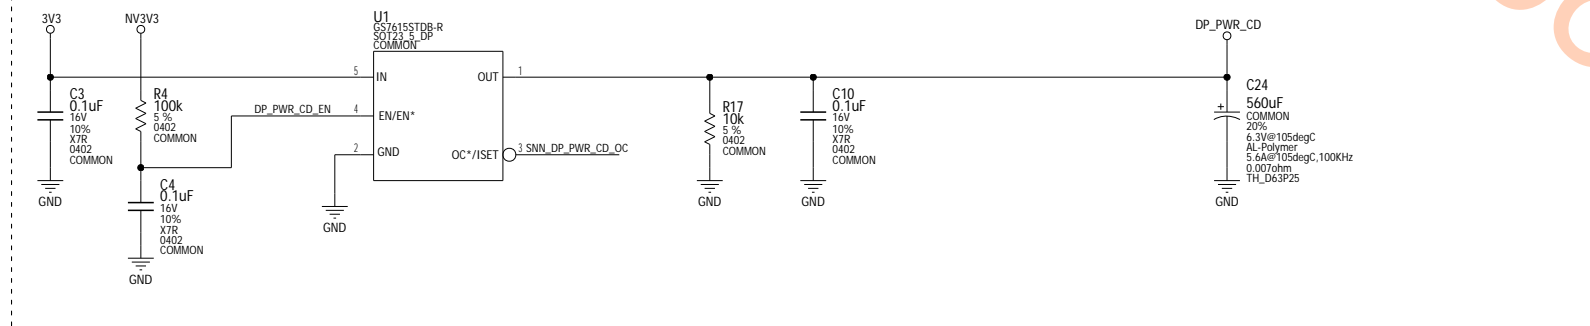 3V3
NV3V3
U1
GS7615STDB-R
SOT23_5_DP
COMMON
DP_PWR_CD
5
IN
OUT
1
C3
0.1uF
16V
10%
X7R
0402
COMMON
R4
100k
5 %
0402
COMMON
DP_PWR_CD_EN
4
EN/EN*
2
GND
OC*/ISET
3
SNN_DP_PWR_CD_OC
R17
10k
5 %
0402
COMMON
C10
0.1uF
16V
10%
X7R
0402
COMMON
C24
+
560uF
COMMON
20%
6.3V@105degC
AL-Polymer
5.6A@105degC,100KHz
0.007ohm
TH_D63P25
GND
C4
0.1uF
16V
10%
X7R
0402
COMMON
GND
GND
GND
GND
GND